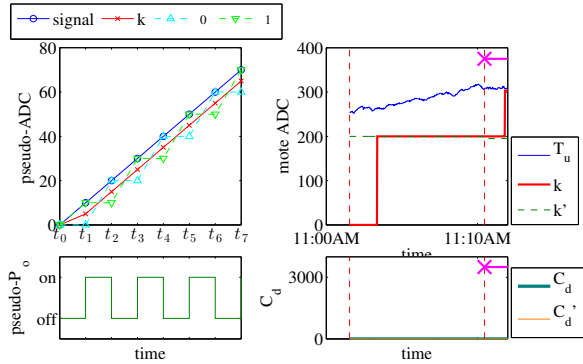 signal k 0 1
pseudo-ADC
80
60
40
20
0
t0 t1 t2 t3 t4 t5 t6 t7
mote ADC
400
300
200
100
0
11:00AM 11:10AM
time
Tu
k
k'
pseudo-Po
on
off
time
Cd
3000
0
time
Cd
Cd'